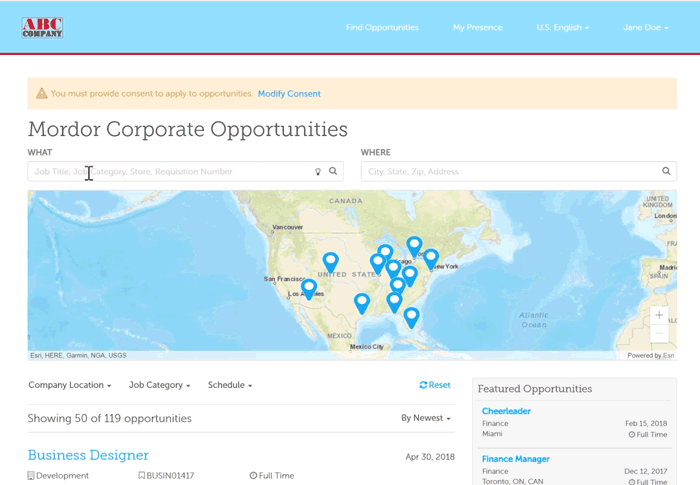 ABC
COMPANY
Find Opportunities My Presence U.S. English Jane Doe
You must provide consent to apply to opportunities. Modify Consent
Mordor Corporate Opportunities
WHAT WHERE
Job Title, Job Category, Store, Requisition Number City, State, Zip, Address
CANADA
UNITED
KINGDOM
London
Vancouver
FRA
Chicago New York
Madrid
SPAIN
San Francisco UNITED STATES
Los Angeles
Atlantic
Ocean
MEXICO
Mexico City
+
−
Esri, HERE, Garmin, NGA, USGS Powered by Esri
Company Location Job Category Schedule Reset
Showing 50 of 119 opportunities By Newest
Business Designer Apr 30, 2018
Development BUSIN01417 Full Time
Featured Opportunities
Cheerleader
Finance Feb 15, 2018
Miami Full Time
Finance Manager
Finance Dec 12, 2017
Toronto, ON, CAN Full Time